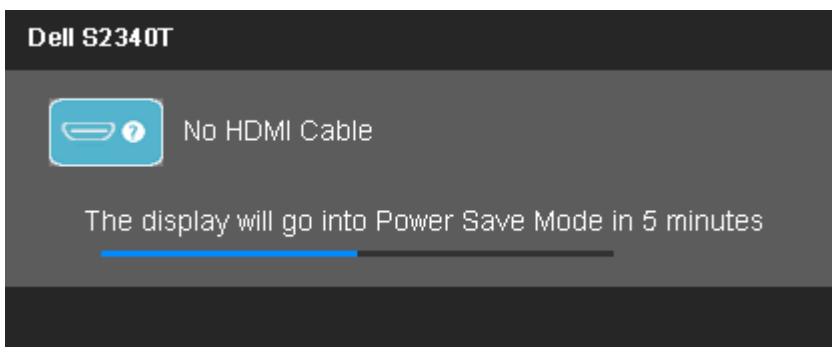 Dell S2340T
?
No HDMI Cable
The display will go into Power Save Mode in 5 minutes